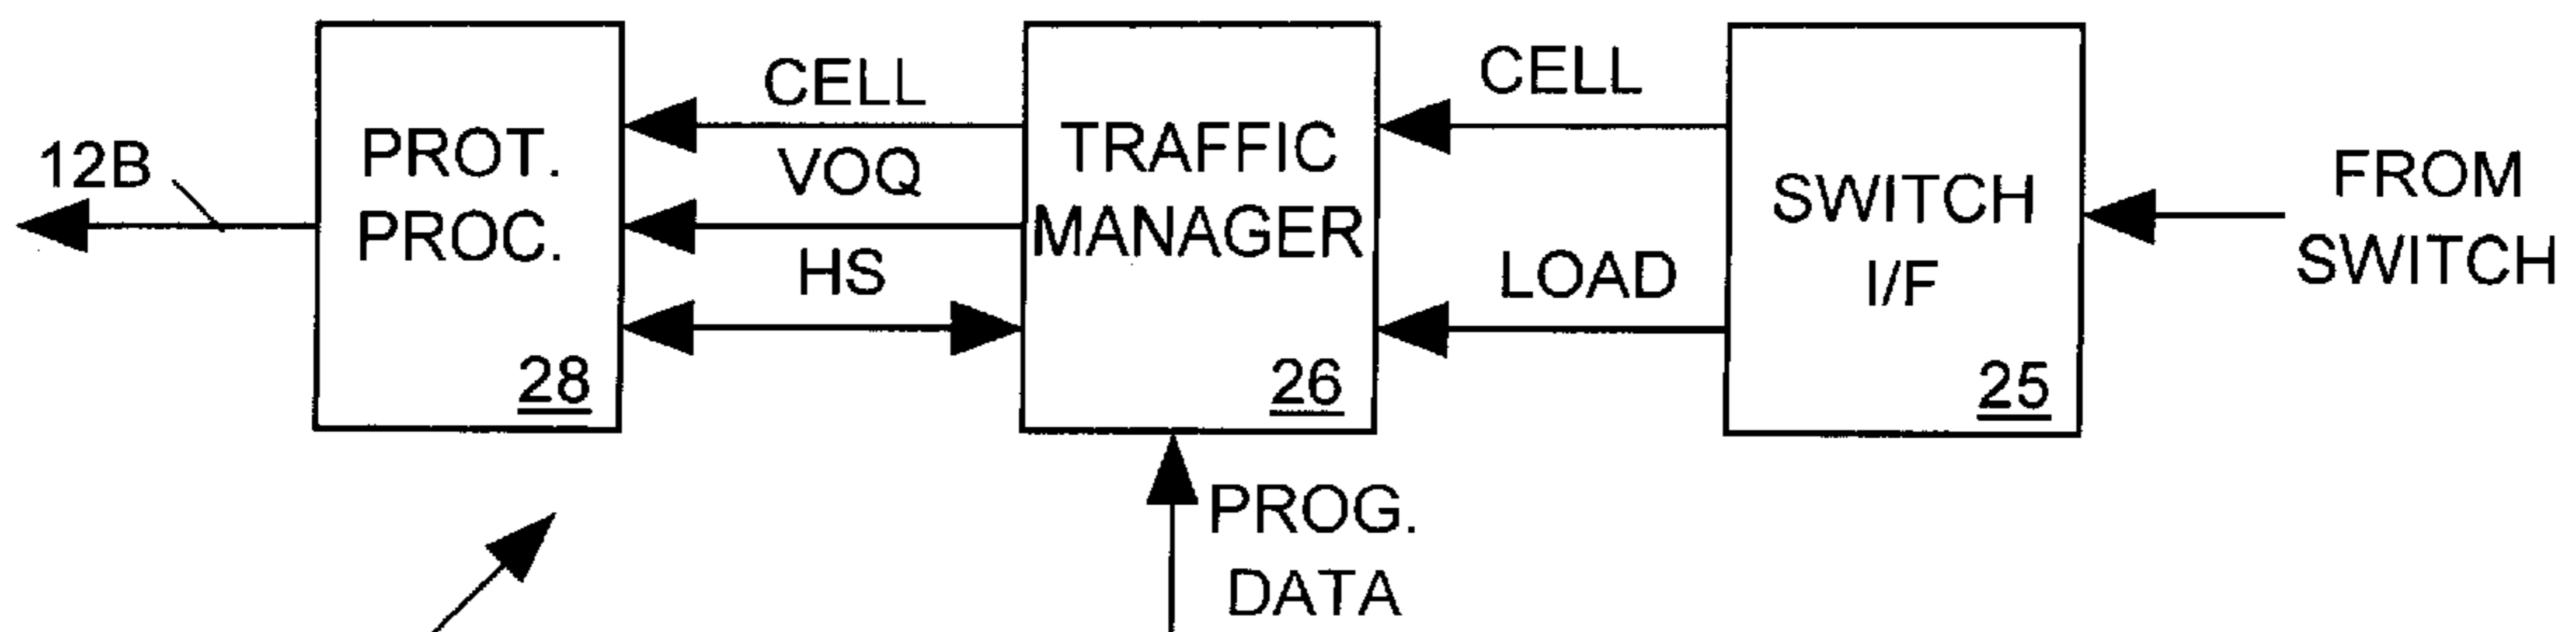 12B
PROT.
PROC.
28
CELL
VOQ
HS
TRAFFIC
MANAGER
26
CELL
LOAD
SWITCH
I/F
25
FROM
SWITCH
PROG.
DATA